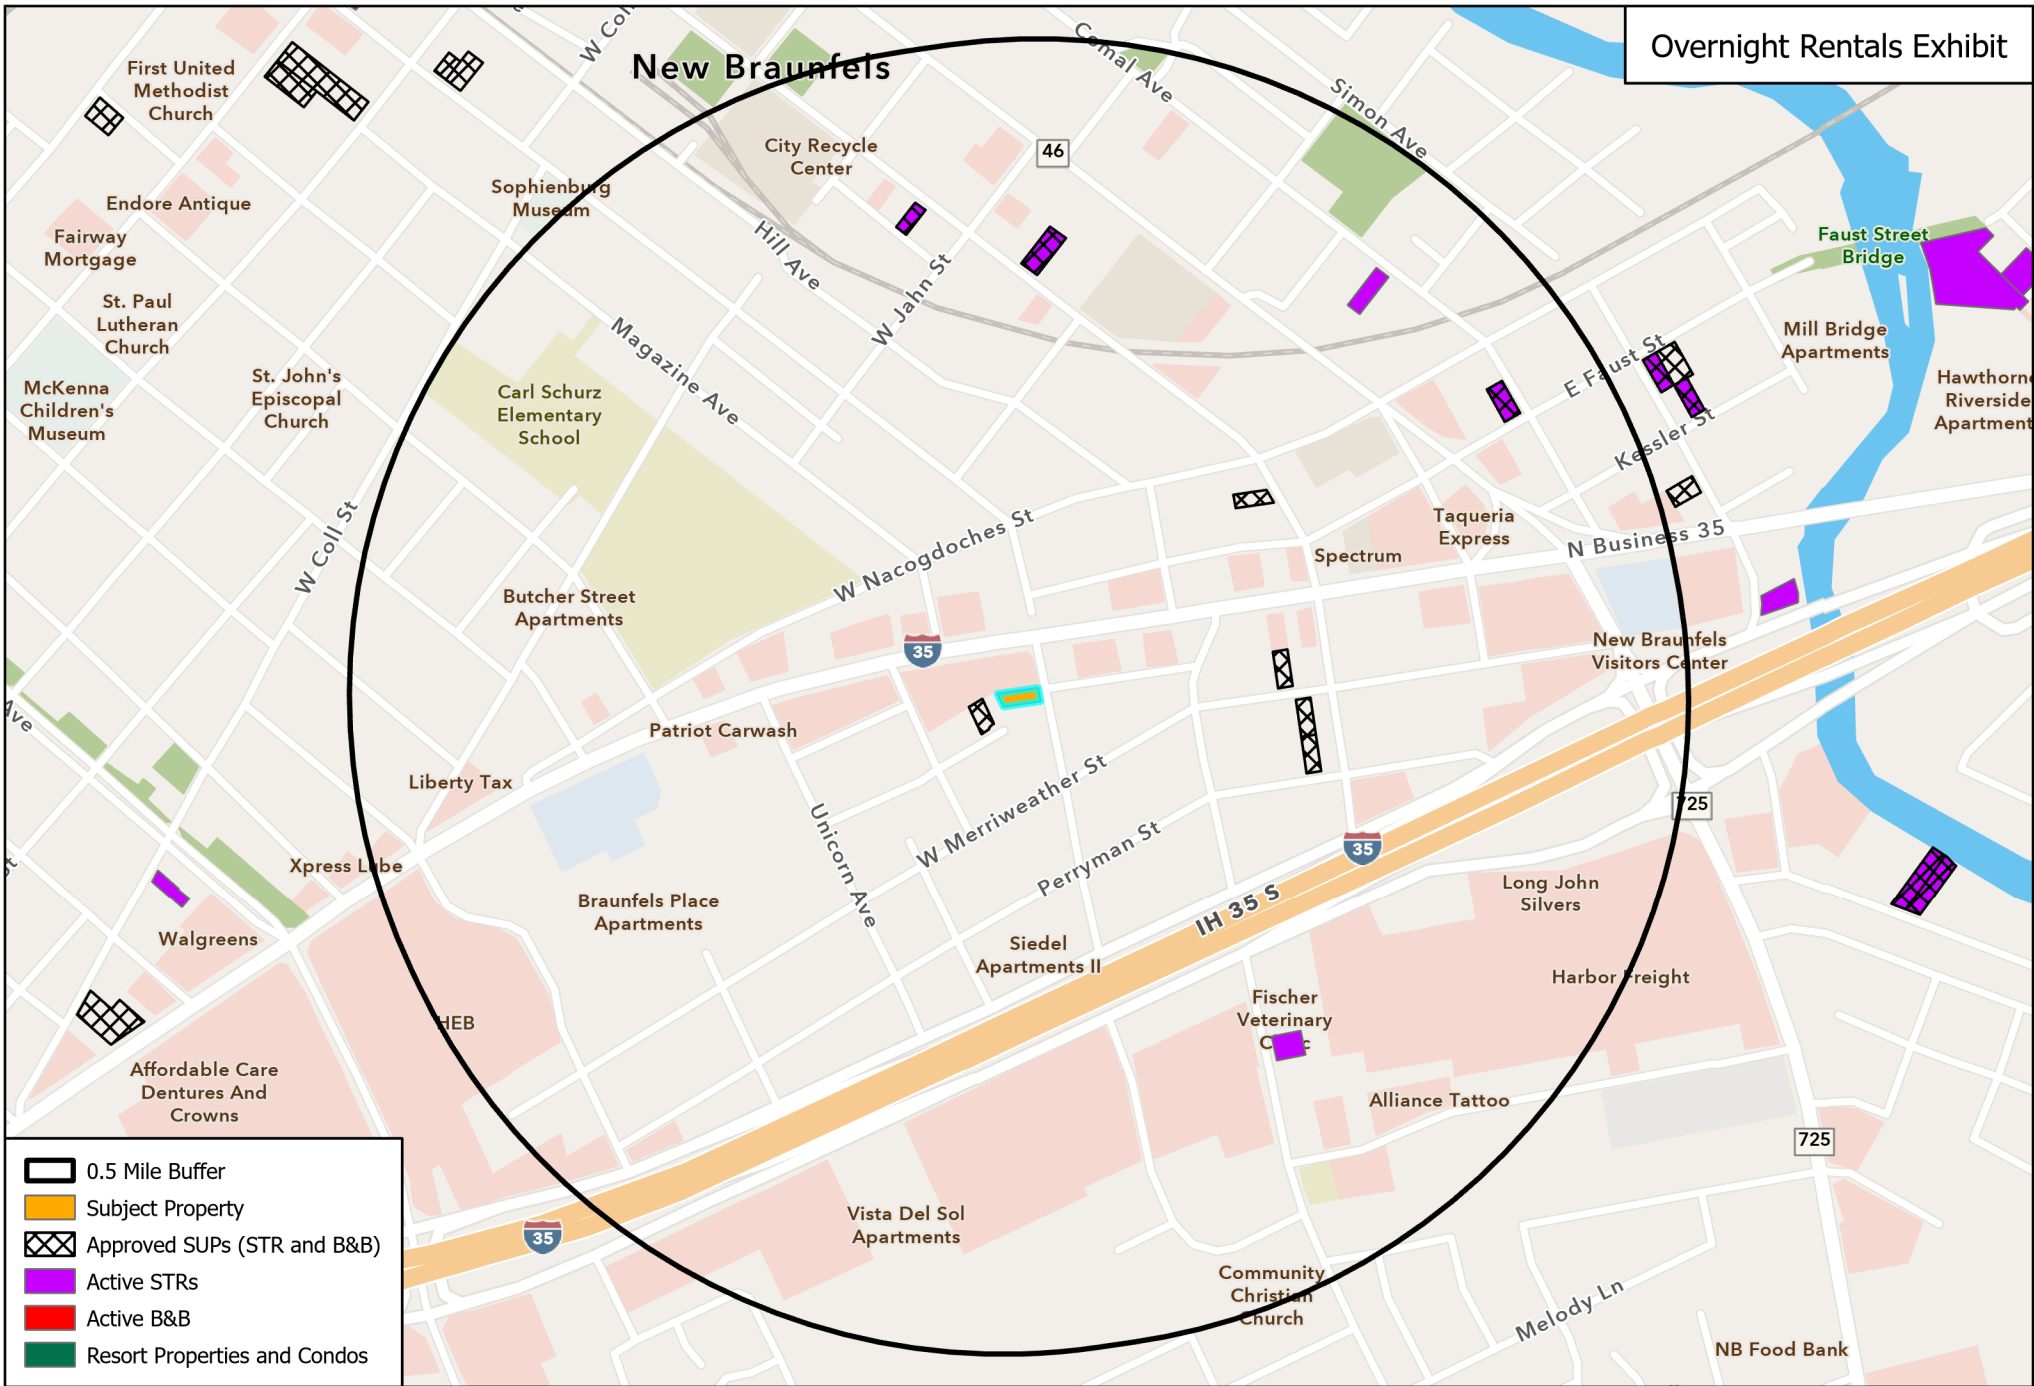 Overnight Rentals Exhibit
New Braunfels
W Coll
Comal Ave
Simon Ave
First United
Methodist
Church
City Recycle
Center
46
Sophienburg
Museum
Endore Antique
Fairway
Mortgage
Hill Ave
W Jahn St
Faust Street
Bridge
St. Paul
Lutheran
Church
Magazine Ave
Mill Bridge
Apartments
E Faust St
McKenna
Children's
Museum
St. John's
Episcopal
Church
Carl Schurz
Elementary
School
Hawthorne
Riverside
Apartment
Kessler St
W Coll St
W Nacogdoches St
Taqueria
Express
Spectrum
N Business 35
Butcher Street
Apartments
35
New Braunfels
Visitors Center
Ave
Patriot Carwash
Liberty Tax
W Merriweather St
Unicorn Ave
725
Perryman St
35
Xpress Lube
Braunfels Place
Apartments
IH 35 S
Long John
Silvers
Walgreens
Siedel
Apartments II
Harbor Freight
Fischer
Veterinary
HEB
Affordable Care
Dentures And
Crowns
Alliance Tattoo
725
Vista Del Sol
Apartments
35
Community
Christian
Church
Melody Ln
NB Food Bank
0.5 Mile Buffer
Subject Property
Approved SUPs (STR and B&B)
Active STRs
Active B&B
Resort Properties and Condos